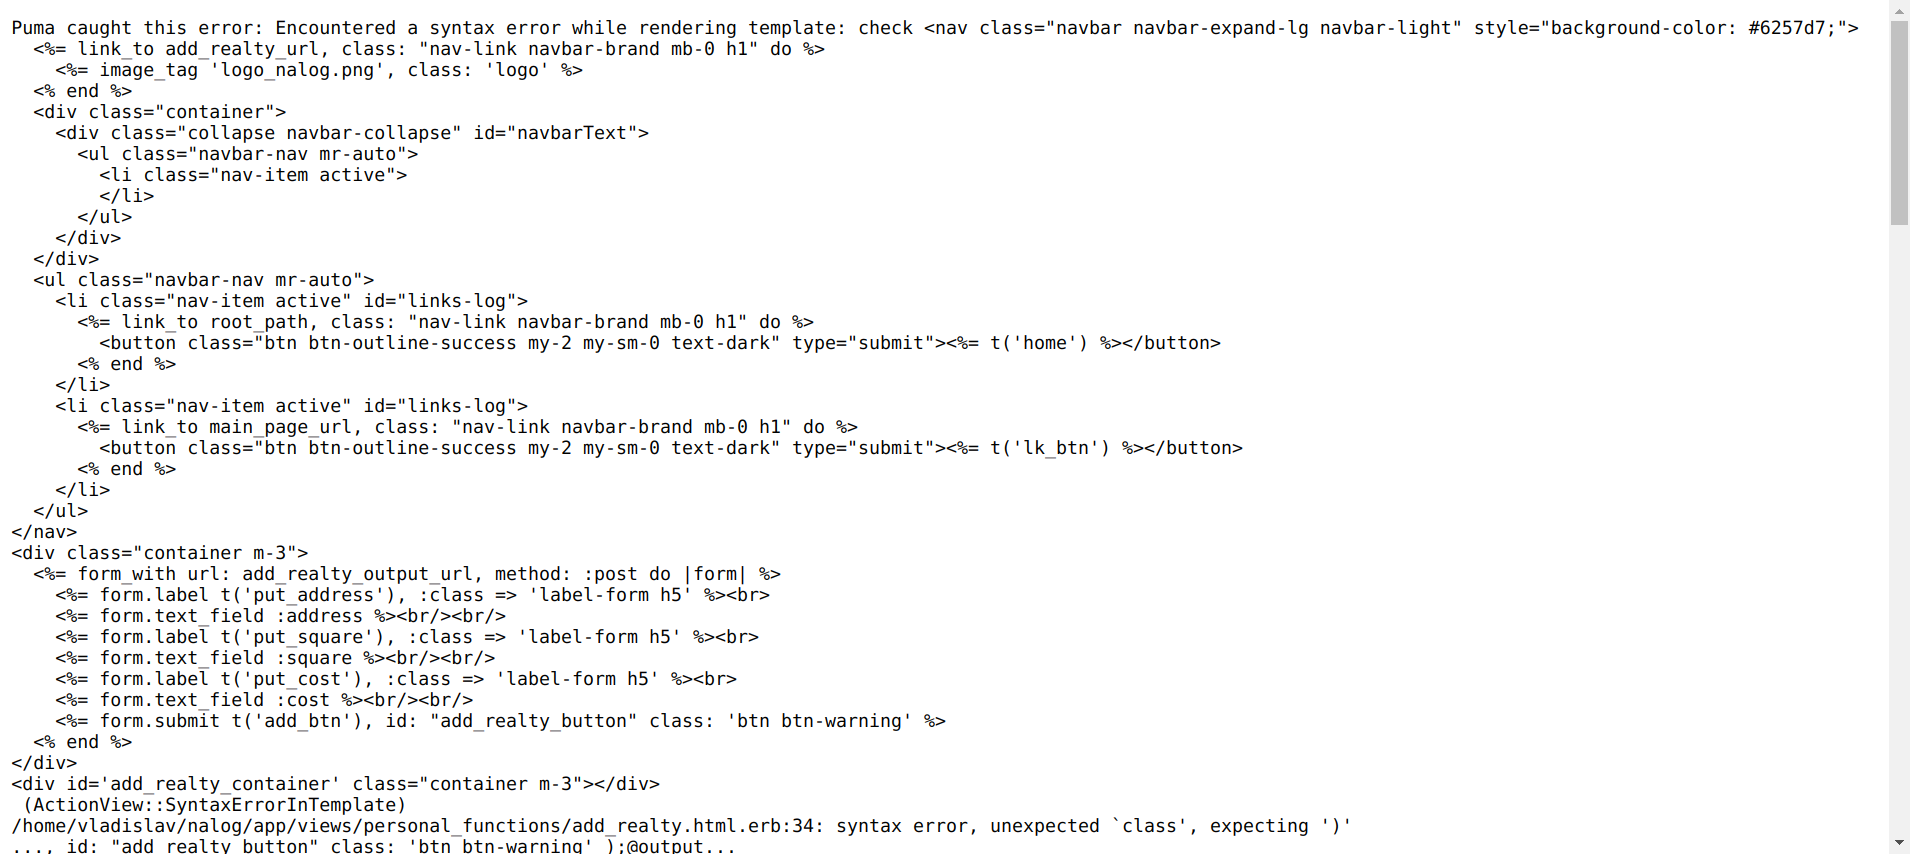 Puma caught this error: Encountered a syntax error while rendering template: check <nav class="navbar navbar-expand-lg navbar-light" style="background-color: #6257d7;">
  <%= link_to add_realty_url, class: "nav-link navbar-brand mb-0 h1" do %>
    <%= image_tag 'logo_nalog.png', class: 'logo' %>
  <% end %>
  <div class="container">
    <div class="collapse navbar-collapse" id="navbarText">
      <ul class="navbar-nav mr-auto">
        <li class="nav-item active">
        </li>
      </ul>
    </div>
  </div>
  <ul class="navbar-nav mr-auto">
    <li class="nav-item active" id="links-log">
      <%= link_to root_path, class: "nav-link navbar-brand mb-0 h1" do %>
        <button class="btn btn-outline-success my-2 my-sm-0 text-dark" type="submit"><%= t('home') %></button>
      <% end %>
    </li>
    <li class="nav-item active" id="links-log">
      <%= link_to main_page_url, class: "nav-link navbar-brand mb-0 h1" do %>
        <button class="btn btn-outline-success my-2 my-sm-0 text-dark" type="submit"><%= t('lk_btn') %></button>
      <% end %>
    </li>
  </ul>
</nav>
<div class="container m-3">
  <%= form_with url: add_realty_output_url, method: :post do |form| %>
    <%= form.label t('put_address'), :class => 'label-form h5' %><br>
    <%= form.text_field :address %><br/><br/>
    <%= form.label t('put_square'), :class => 'label-form h5' %><br>
    <%= form.text_field :square %><br/><br/>
    <%= form.label t('put_cost'), :class => 'label-form h5' %><br>
    <%= form.text_field :cost %><br/><br/>
    <%= form.submit t('add_btn'), id: "add_realty_button" class: 'btn btn-warning' %>
  <% end %>
</div>
<div id='add_realty_container' class="container m-3"></div>
 (ActionView::SyntaxErrorInTemplate)
/home/vladislav/nalog/app/views/personal_functions/add_realty.html.erb:34: syntax error, unexpected `class', expecting ')'
..., id: "add_realty_button" class: 'btn btn-warning' );@output...